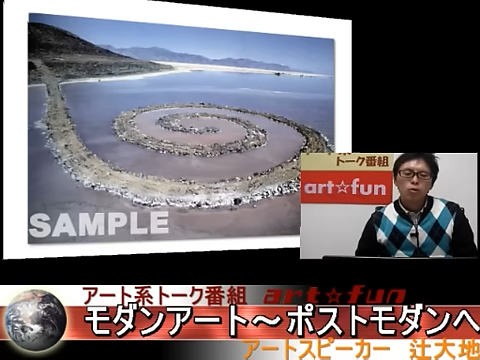 SAMPLE
トーク番組
art☆fun
アート系トーク番組 art☆fun
モダンアート～ポストモダンへ
アートスピーカー 辻大地